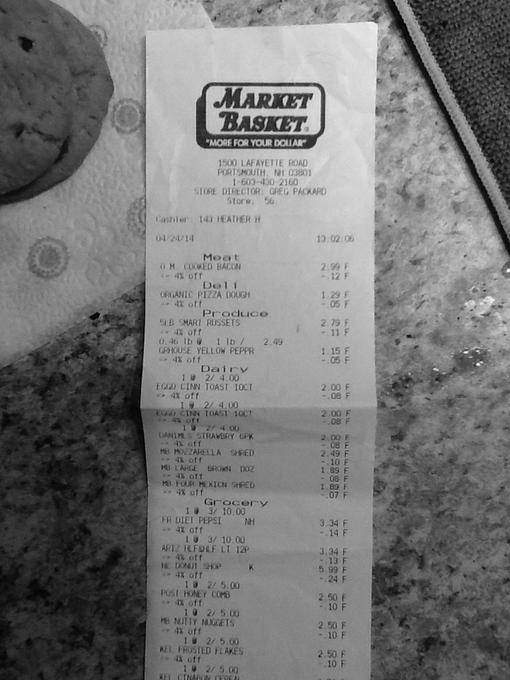 MARKET
BASKET
"MORE FOR YOUR DOLLAR"
1500 LAFAYETTE ROAD
PORTSMOUTH, NH 03801
1-603-430-2160
STORE DIRECTOR: GREG PACKARD
Store: 56
Cashier: 143 HEATHER H
04/24/14 13:02:06
Meat
O M COOKED BACON 2.99 F
-> 4% off -.12 F
Deli
ORGANIC PIZZA DOUGH 1.29 F
-> 4% off -.05 F
Produce
5LB SMART RUSSETS 2.79 F
-> 4% off -.11 F
0.46 lb @ 1 lb / 2.49
GRHOUSE YELLOW PEPPR 1.15 F
-> 4% off -.05 F
Dairy
1 @ 2/ 4.00
EGGO CINN TOAST 10CT 2.00 F
-> 4% off -.08 F
1 @ 2/ 4.00
EGGO CINN TOAST 10CT 2.00 F
-> 4% off -.08 F
1 @ 2/ 4.00
DANIMLS STRAWBRY 6PK 2.00 F
-> 4% off -.08 F
MB MOZZARELLA SHRED 2.49 F
-> 4% off -.10 F
MB LARGE BROWN DOZ 1.89 F
-> 4% off -.08 F
MB FOUR MEXICN SHRED 1.89 F
-> 4% off -.07 F
Grocery
1 @ 3/ 10.00
FR DIET PEPSI NH 3.34 F
-> 4% off -.14 F
1 @ 3/ 10.00
ARIZ HLF&HLF LT 12P 3.34 F
-> 4% off -.13 F
NE DONUT SHOP K 5.99 F
-> 4% off -.24 F
1 @ 2/ 5.00
POST HONEY COMB 2.50 F
-> 4% off -.10 F
1 @ 2/ 5.00
MB NUTTY NUGGETS 2.50 F
-> 4% off -.10 F
1 @ 2/ 5.00
KEL FROSTED FLAKES 2.50 F
-> 4% off -.10 F
1 @ 2/ 5.00
KEL CINABON CEREAL